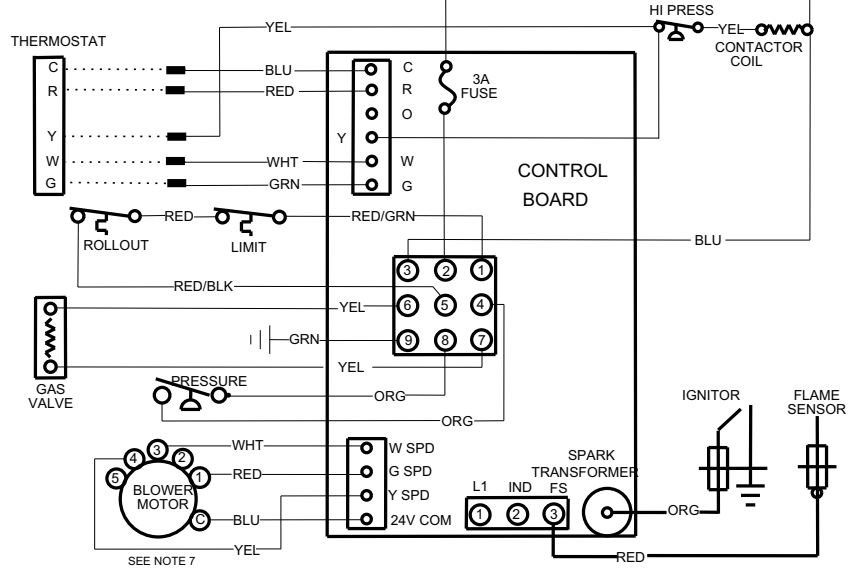 HI PRESS
YEL
YEL
CONTACTOR
COIL
THERMOSTAT
C
R
Y
W
G
BLU
RED
WHT
GRN
C
R
O
Y
W
G
3A
FUSE
CONTROL
BOARD
RED
RED/GRN
ROLLOUT
LIMIT
BLU
RED/BLK
YEL
GRN
YEL
3 2 1
6 5 4
9 8 7
GAS
VALVE
PRESSURE
ORG
ORG
IGNITOR
FLAME
SENSOR
WHT
RED
YEL
BLU
5 4 3 2 1
C
BLOWER
MOTOR
SEE NOTE 7
W SPD
G SPD
Y SPD
24V COM
SPARK
TRANSFORMER
L1 IND FS
1 2 3
ORG
RED